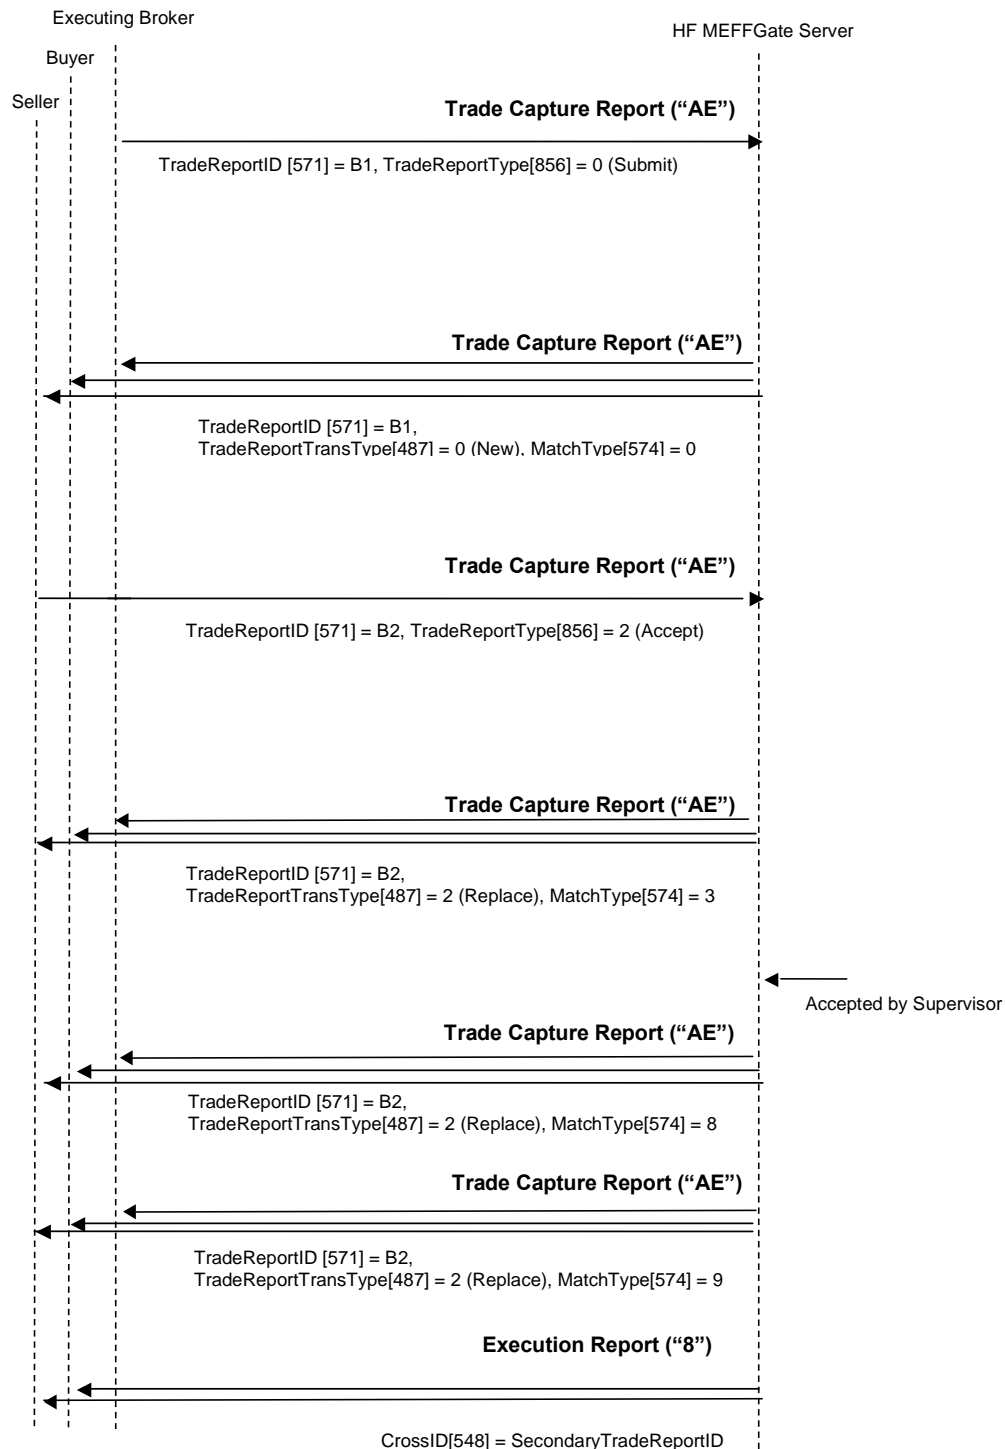 Executing Broker
HF MEFFGate Server
Buyer
Seller
Trade Capture Report (“AE”)
TradeReportID [571] = B1, TradeReportType[856] = 0 (Submit)
Trade Capture Report (“AE”)
TradeReportID [571] = B1,
TradeReportTransType[487] = 0 (New), MatchType[574] = 0
Trade Capture Report (“AE”)
TradeReportID [571] = B2, TradeReportType[856] = 2 (Accept)
Trade Capture Report (“AE”)
TradeReportID [571] = B2,
TradeReportTransType[487] = 2 (Replace), MatchType[574] = 3
Accepted by Supervisor
Trade Capture Report (“AE”)
TradeReportID [571] = B2,
TradeReportTransType[487] = 2 (Replace), MatchType[574] = 8
Trade Capture Report (“AE”)
TradeReportID [571] = B2,
TradeReportTransType[487] = 2 (Replace), MatchType[574] = 9
Execution Report (“8”)
CrossID[548] = SecondaryTradeReportID